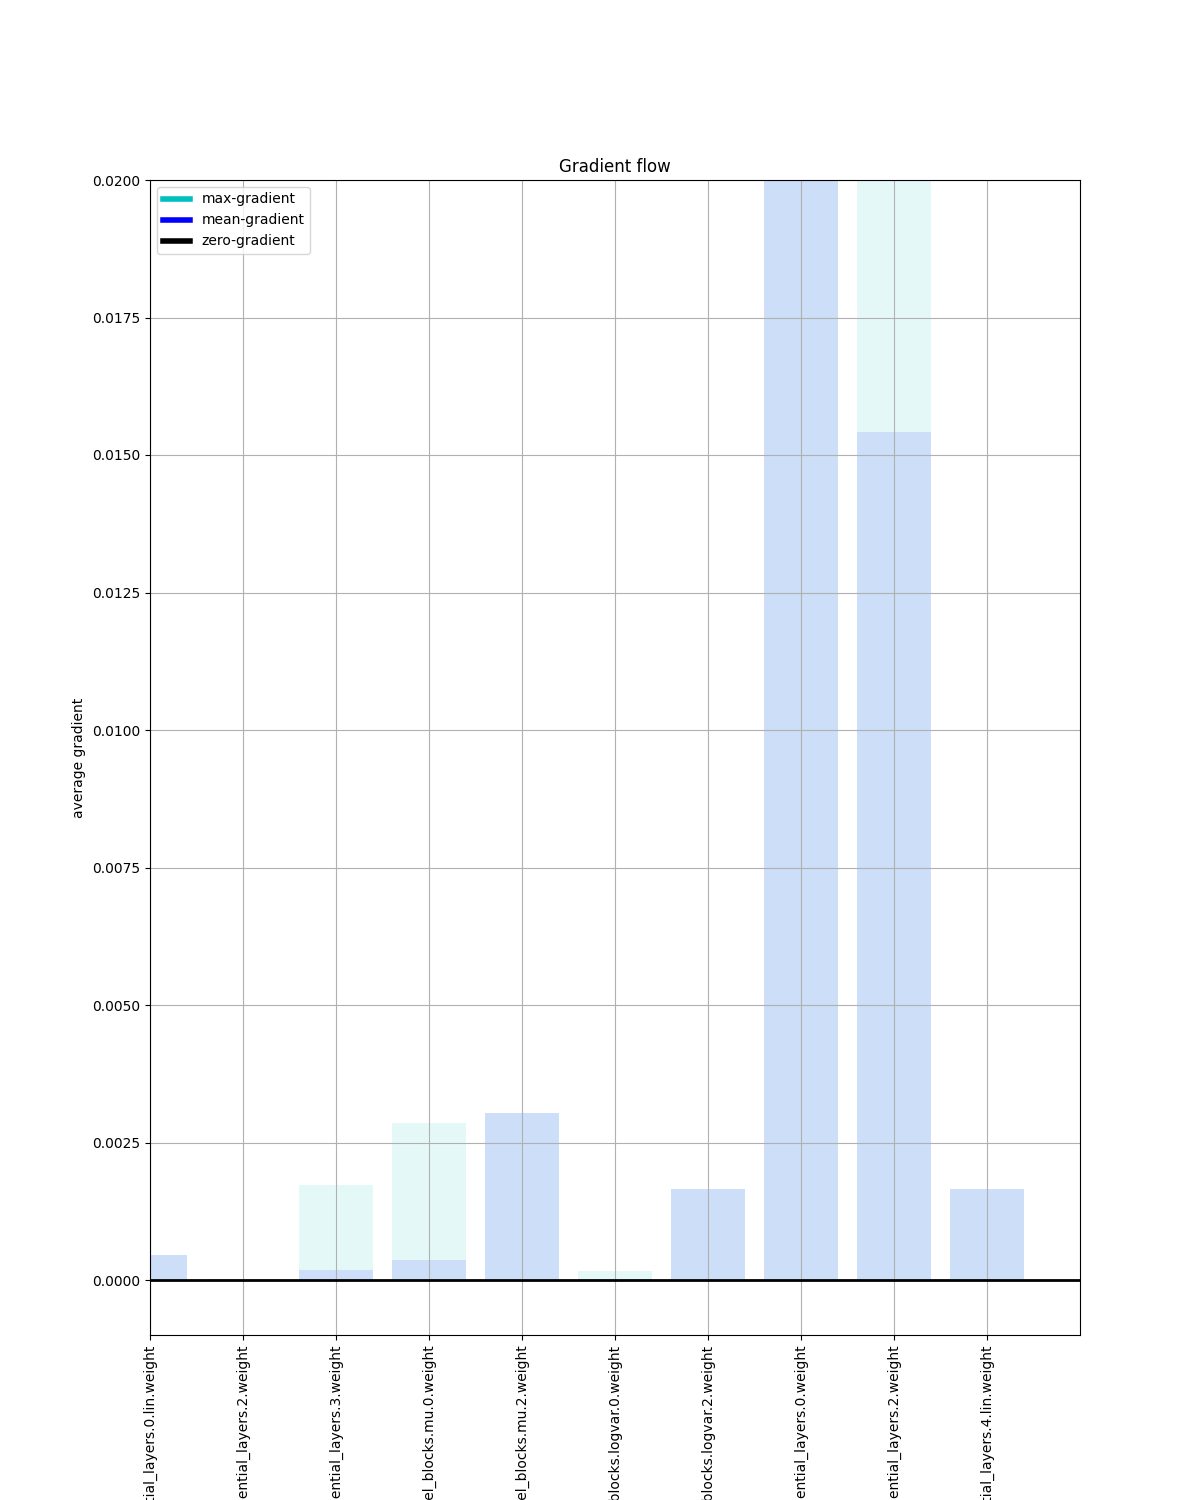 Gradient flow
max-gradient
mean-gradient
zero-gradient
0.0200
0.0175
0.0150
0.0125
0.0100
0.0075
0.0050
0.0025
0.0000
average gradient
tial_layers.0.lin.weight
ential_layers.2.weight
ential_layers.3.weight
el_blocks.mu.0.weight
el_blocks.mu.2.weight
blocks.logvar.0.weight
blocks.logvar.2.weight
ential_layers.0.weight
ential_layers.2.weight
tial_layers.4.lin.weight